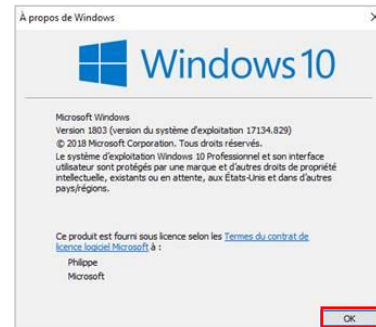 À propos de Windows
Windows 10
Microsoft Windows
Version 1803 (version du système d'exploitation 17134.829)
© 2018 Microsoft Corporation. Tous droits réservés.
Le système d'exploitation Windows 10 Professionnel et son interface
utilisateur sont protégés par une marque et d'autres droits de propriété
intellectuelle, existants ou en attente, aux États-Unis et dans d'autres
pays/régions.
Ce produit est fourni sous licence selon les Termes du contrat de
licence logiciel Microsoft à :
Philippe
Microsoft
OK